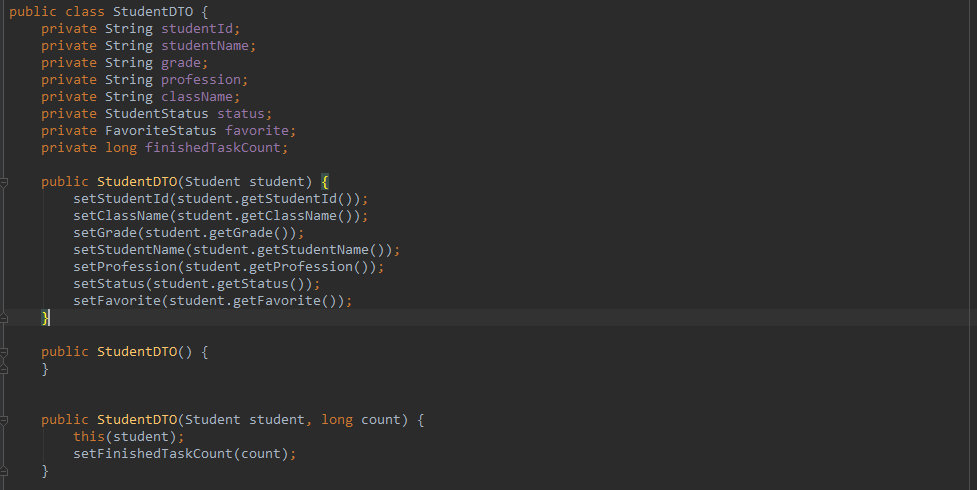 public class StudentDTO {
    private String studentId;
    private String studentName;
    private String grade;
    private String profession;
    private String className;
    private StudentStatus status;
    private FavoriteStatus favorite;
    private long finishedTaskCount;

    public StudentDTO(Student student) {
        setStudentId(student.getStudentId());
        setClassName(student.getClassName());
        setGrade(student.getGrade());
        setStudentName(student.getStudentName());
        setProfession(student.getProfession());
        setStatus(student.getStatus());
        setFavorite(student.getFavorite());
    }

    public StudentDTO() {
    }


    public StudentDTO(Student student, long count) {
        this(student);
        setFinishedTaskCount(count);
    }